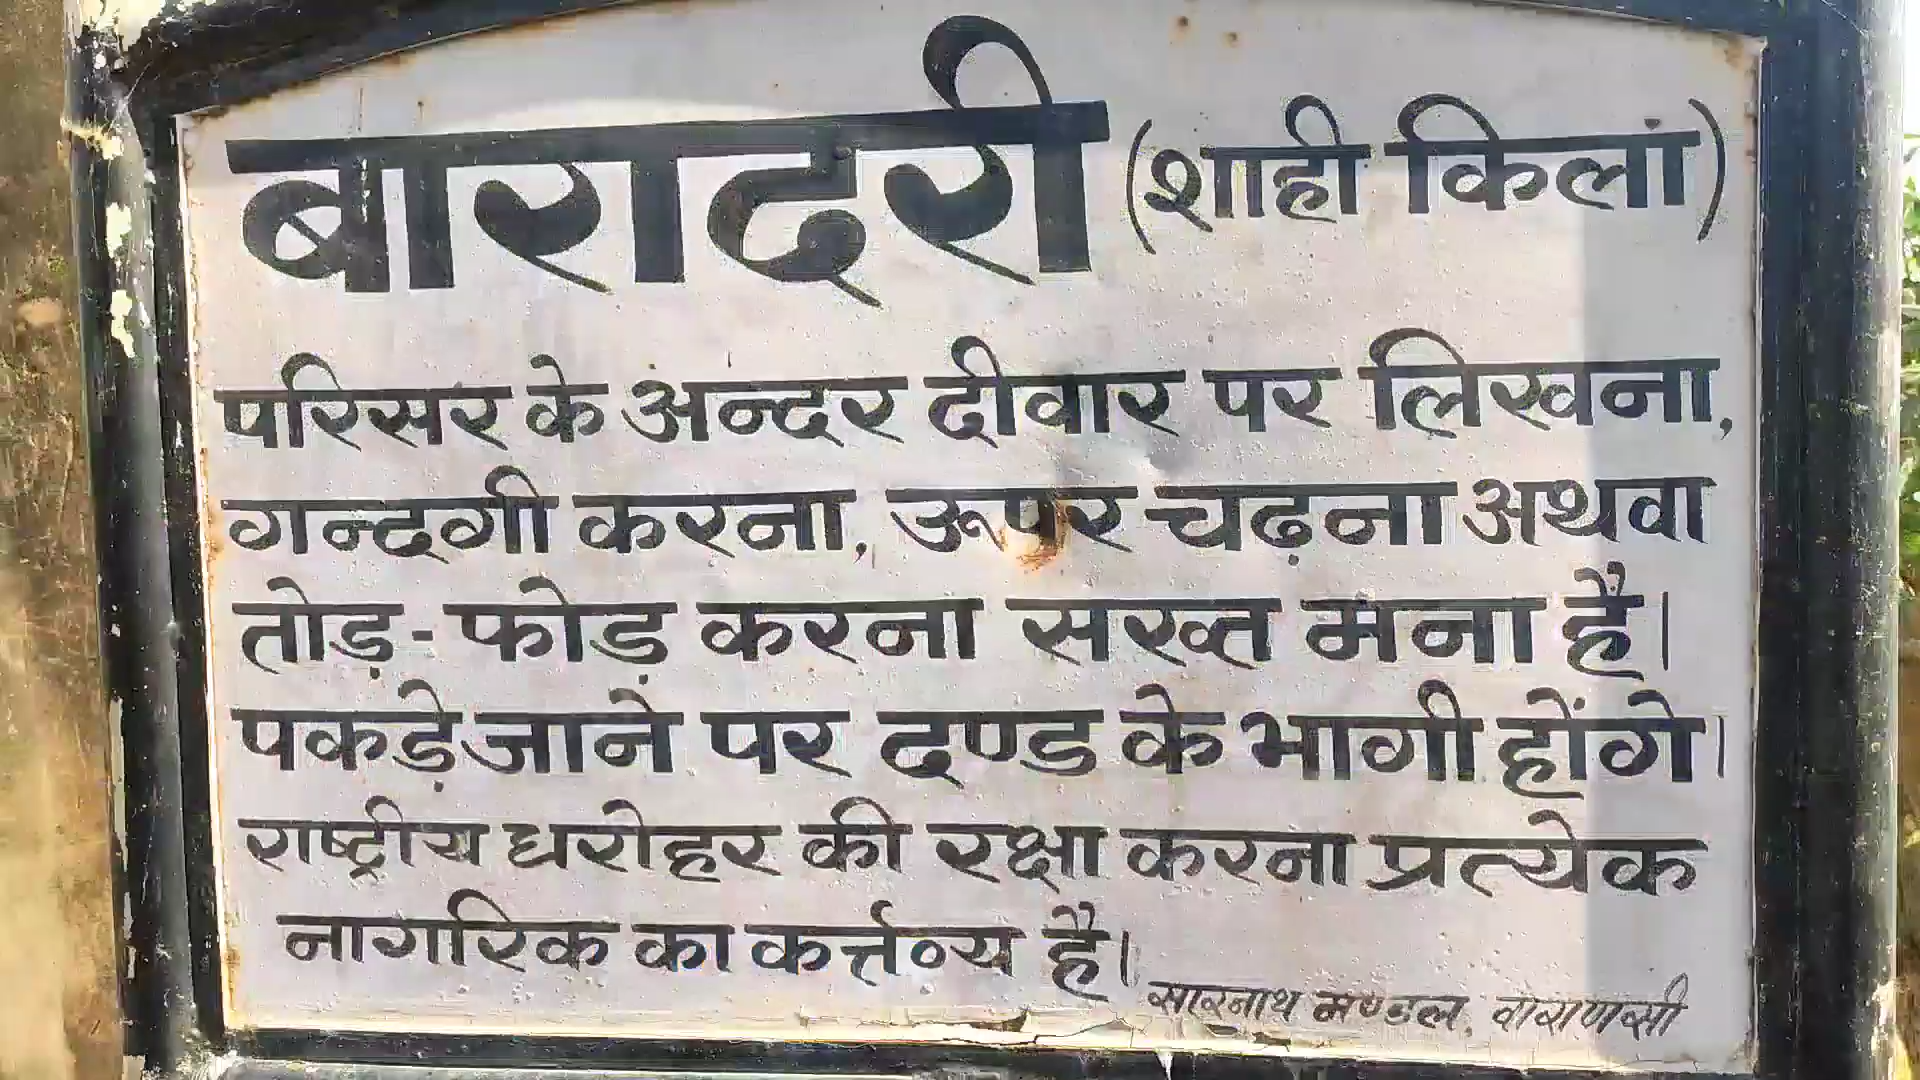 बारादरी (शाही किला)
परिसर के अन्दर दीवार पर लिखना,
गन्दगी करना, ऊपर चढ़ना अथवा
तोड़-फोड़ करना सख्त मना है।
पकड़े जाने पर दण्ड के भागी होंगे।
राष्ट्रीय धरोहर की रक्षा करना प्रत्येक
नागरिक का कर्त्तव्य है।
सारनाथ मण्डल, वाराणसी